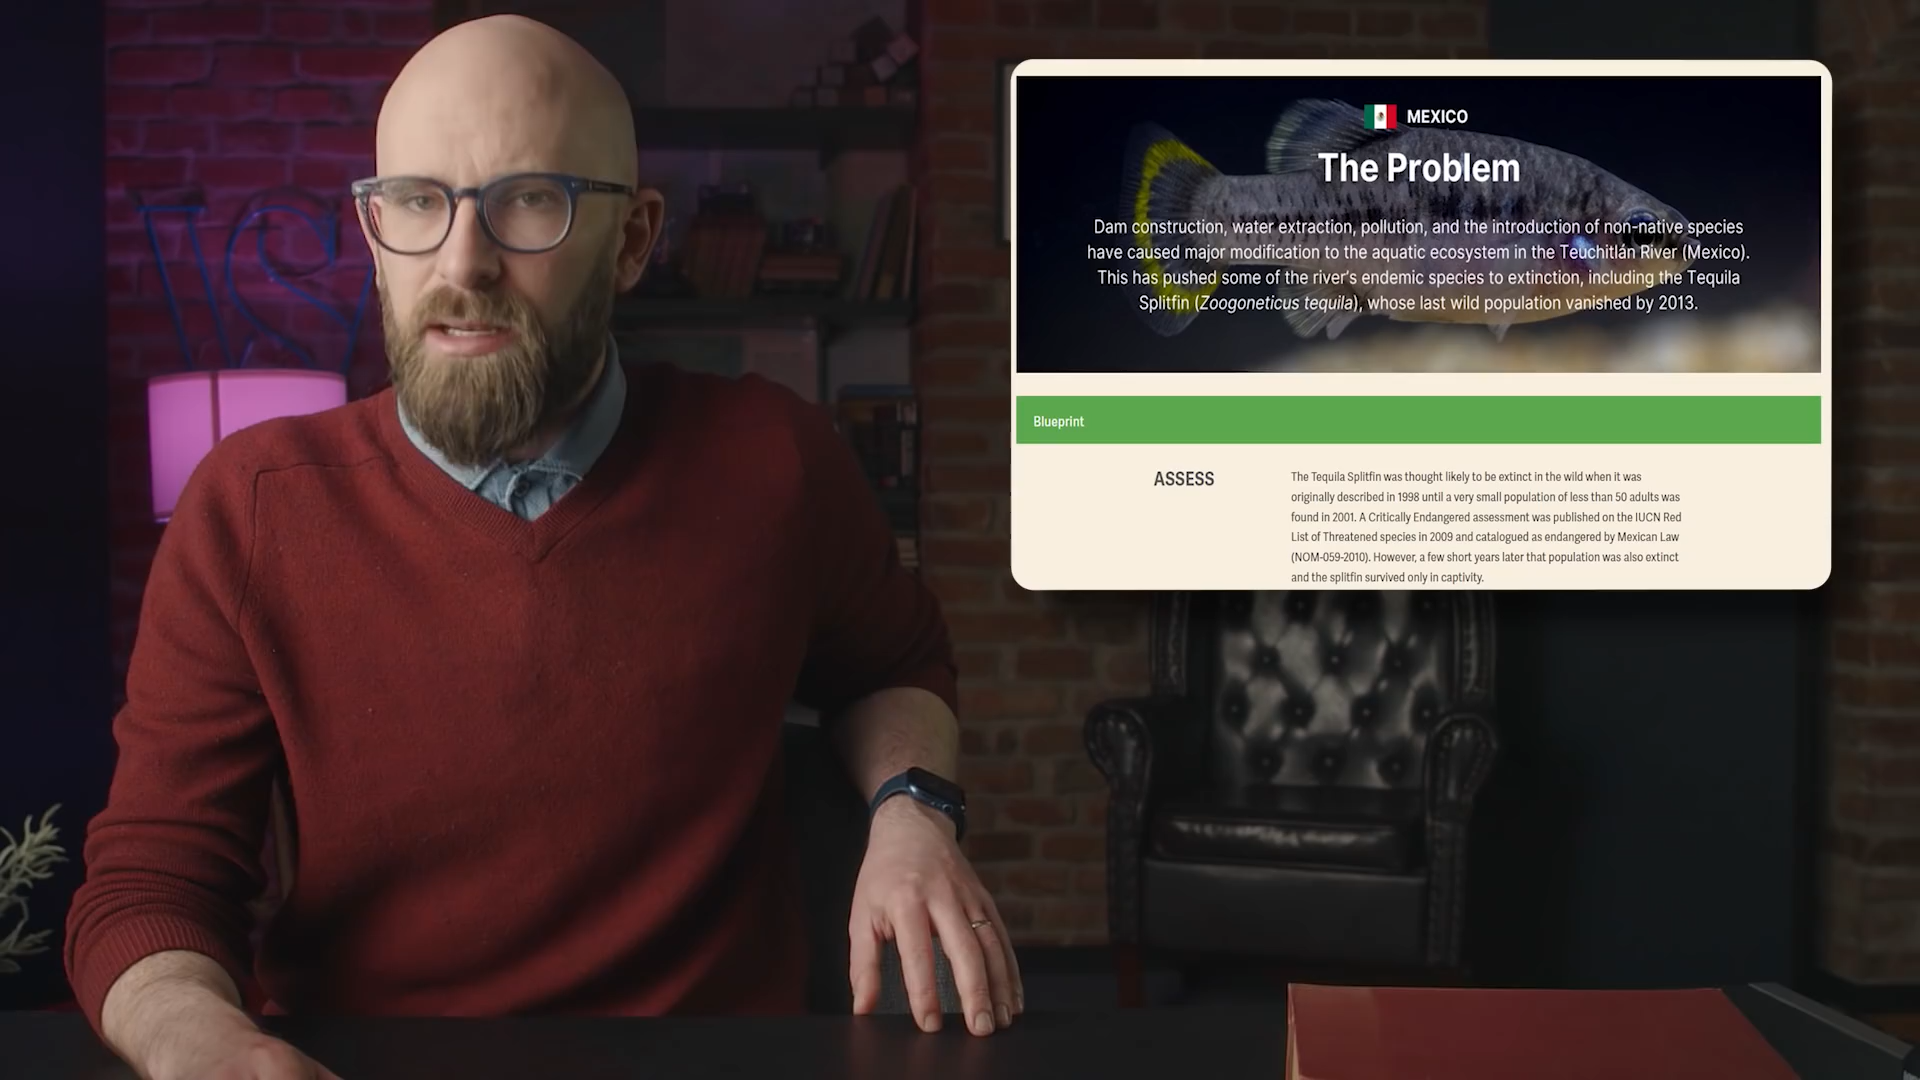 MEXICO
The Problem
Dam construction, water extraction, pollution, and the introduction of non-native species
have caused major modification to the aquatic ecosystem in the Teuchitlán River (Mexico).
This has pushed some of the river's endemic species to extinction, including the Tequila
Splitfin (Zoogoneticus tequila), whose last wild population vanished by 2013.
Blueprint
ASSESS
The Tequila Splitfin was thought likely to be extinct in the wild when it was
originally described in 1998 until a very small population of less than 50 adults was
found in 2001. A Critically Endangered assessment was published on the IUCN Red
List of Threatened species in 2009 and catalogued as endangered by Mexican Law
(NOM-059-2010). However, a few short years later that population was also extinct
and the splitfin survived only in captivity.